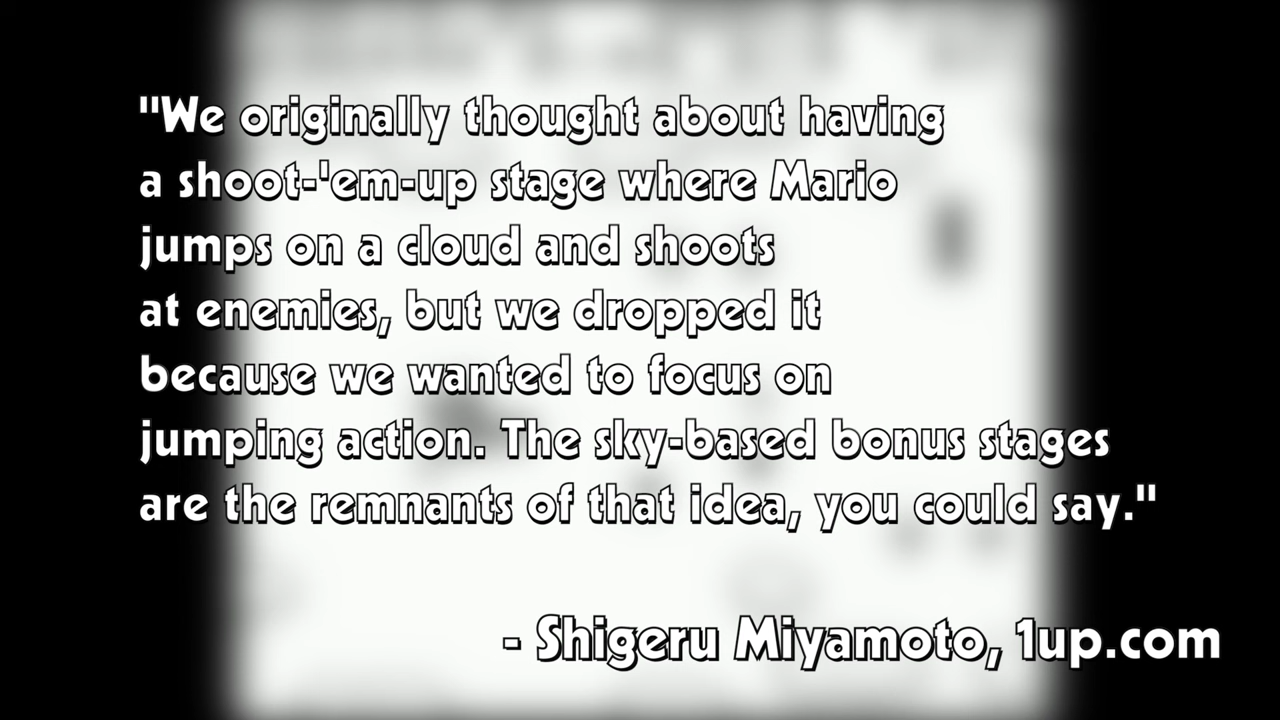 "We originally thought about having
a shoot-'em-up stage where Mario
jumps on a cloud and shoots
at enemies, but we dropped it
because we wanted to focus on
jumping action. The sky-based bonus stages
are the remnants of that idea, you could say."
- Shigeru Miyamoto, 1up.com